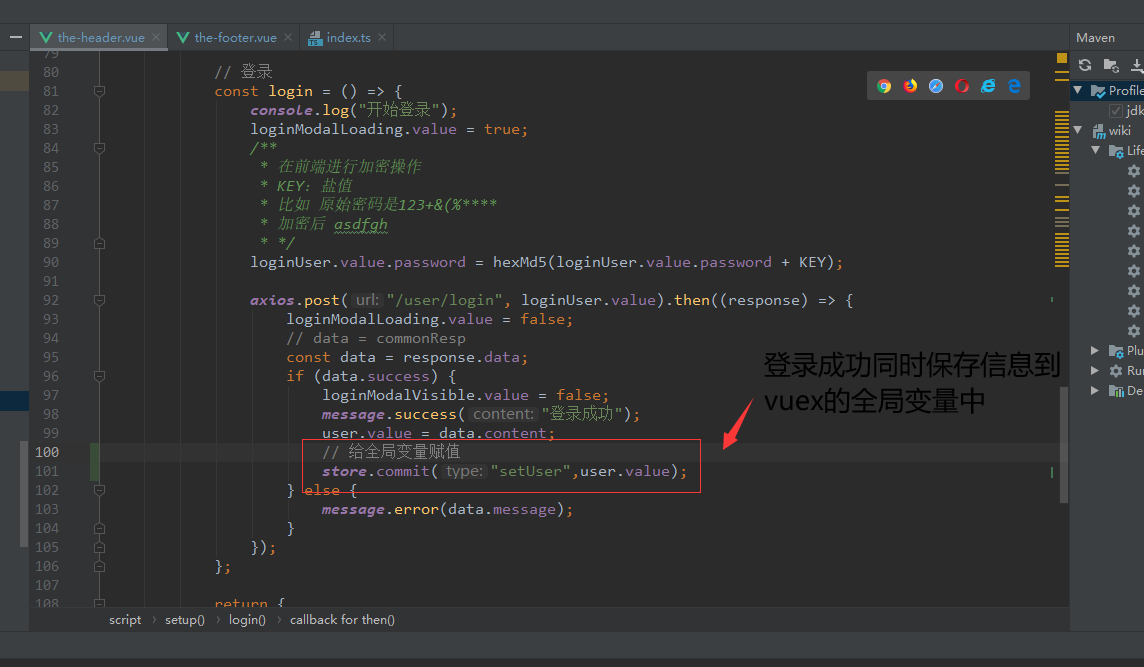 the-header.vue
the-footer.vue
index.ts
Maven
79
80 // 登录
81 const login = () => {
82 console.log("开始登录");
83 loginModalLoading.value = true;
84 /**
85 * 在前端进行加密操作
86 * KEY: 盐值
87 * 比如 原始密码是123+&(%****
88 * 加密后 asdfgh
89 * */
90 loginUser.value.password = hexMd5(loginUser.value.password + KEY);
91
92 axios.post( url: "/user/login", loginUser.value).then((response) => {
93 loginModalLoading.value = false;
94 // data = commonResp
95 const data = response.data;
96 if (data.success) {
97 loginModalVisible.value = false;
98 message.success( content: "登录成功");
99 user.value = data.content;
100 // 给全局变量赋值
101 store.commit( type: "setUser",user.value);
102 } else {
103 message.error(data.message);
104 }
105 });
106 };
107
108 return {
登录成功同时保存信息到
vuex的全局变量中
Profile
jdk
wiki
Life
Plu
Run
De
script › setup() › login() › callback for then()